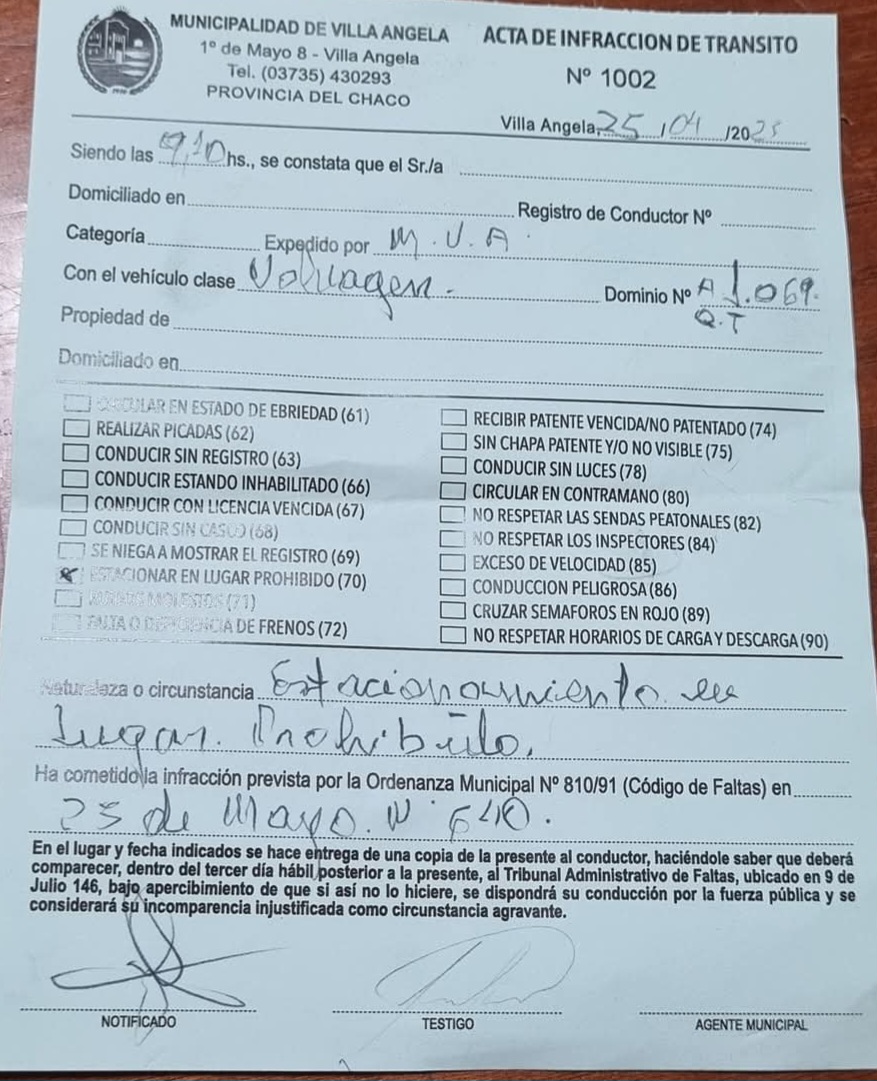 MUNICIPALIDAD DE VILLA ANGELA
1º de Mayo 8 - Villa Angela
Tel. (03735) 430293
PROVINCIA DEL CHACO
ACTA DE INFRACCION DE TRANSITO
Nº 1002
Villa Angela, 25 / 04 /2023
Siendo las 09,10 hs., se constata que el Sr./a
Domiciliado en Registro de Conductor Nº
Categoría Expedido por M.V.A.
Con el vehículo clase Volvagen. Dominio Nº A J.069.
Q.T
Propiedad de
Domiciliado en
CIRCULAR EN ESTADO DE EBRIEDAD (61)
REALIZAR PICADAS (62)
CONDUCIR SIN REGISTRO (63)
CONDUCIR ESTANDO INHABILITADO (66)
CONDUCIR CON LICENCIA VENCIDA (67)
CONDUCIR SIN CASCO (68)
SE NIEGA A MOSTRAR EL REGISTRO (69)
X ESTACIONAR EN LUGAR PROHIBIDO (70)
RUIDOS MOLESTOS (71)
FALTA O DEFICIENCIA DE FRENOS (72)
RECIBIR PATENTE VENCIDA/NO PATENTADO (74)
SIN CHAPA PATENTE Y/O NO VISIBLE (75)
CONDUCIR SIN LUCES (78)
CIRCULAR EN CONTRAMANO (80)
NO RESPETAR LAS SENDAS PEATONALES (82)
NO RESPETAR LOS INSPECTORES (84)
EXCESO DE VELOCIDAD (85)
CONDUCCION PELIGROSA (86)
CRUZAR SEMAFOROS EN ROJO (89)
NO RESPETAR HORARIOS DE CARGA Y DESCARGA (90)
Naturaleza o circunstancia Estacionamiento en
Lugar. Prohibido.
Ha cometido la infracción prevista por la Ordenanza Municipal Nº 810/91 (Código de Faltas) en
25 de Mayo. Nº 640.
En el lugar y fecha indicados se hace entrega de una copia de la presente al conductor, haciéndole saber que deberá
comparecer, dentro del tercer día hábil posterior a la presente, al Tribunal Administrativo de Faltas, ubicado en 9 de
Julio 146, bajo apercibimiento de que si así no lo hiciere, se dispondrá su conducción por la fuerza pública y se
considerará su incomparencia injustificada como circunstancia agravante.
NOTIFICADO TESTIGO AGENTE MUNICIPAL